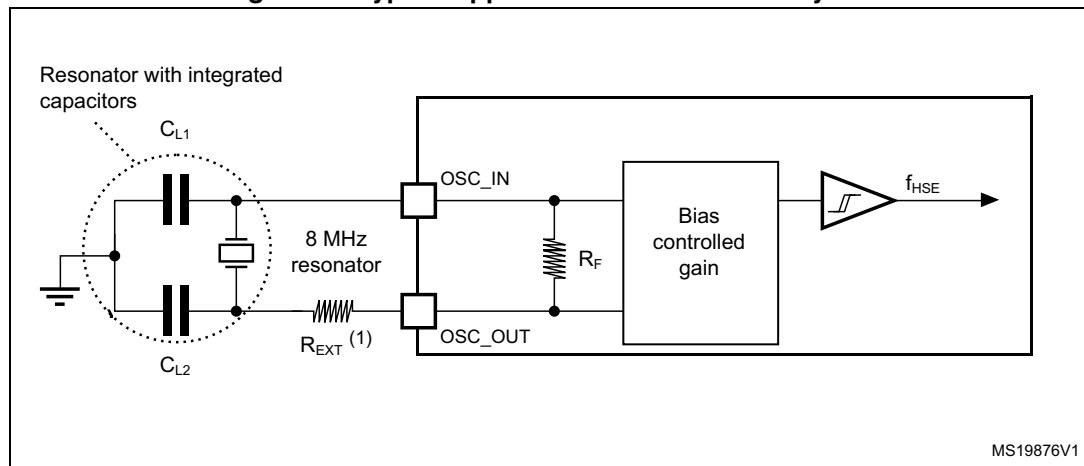 Resonator with integrated
capacitors
CL1
OSC_IN
fHSE
8 MHz
resonator
RF
Bias
controlled
gain
REXT (1)
OSC_OUT
CL2
MS19876V1